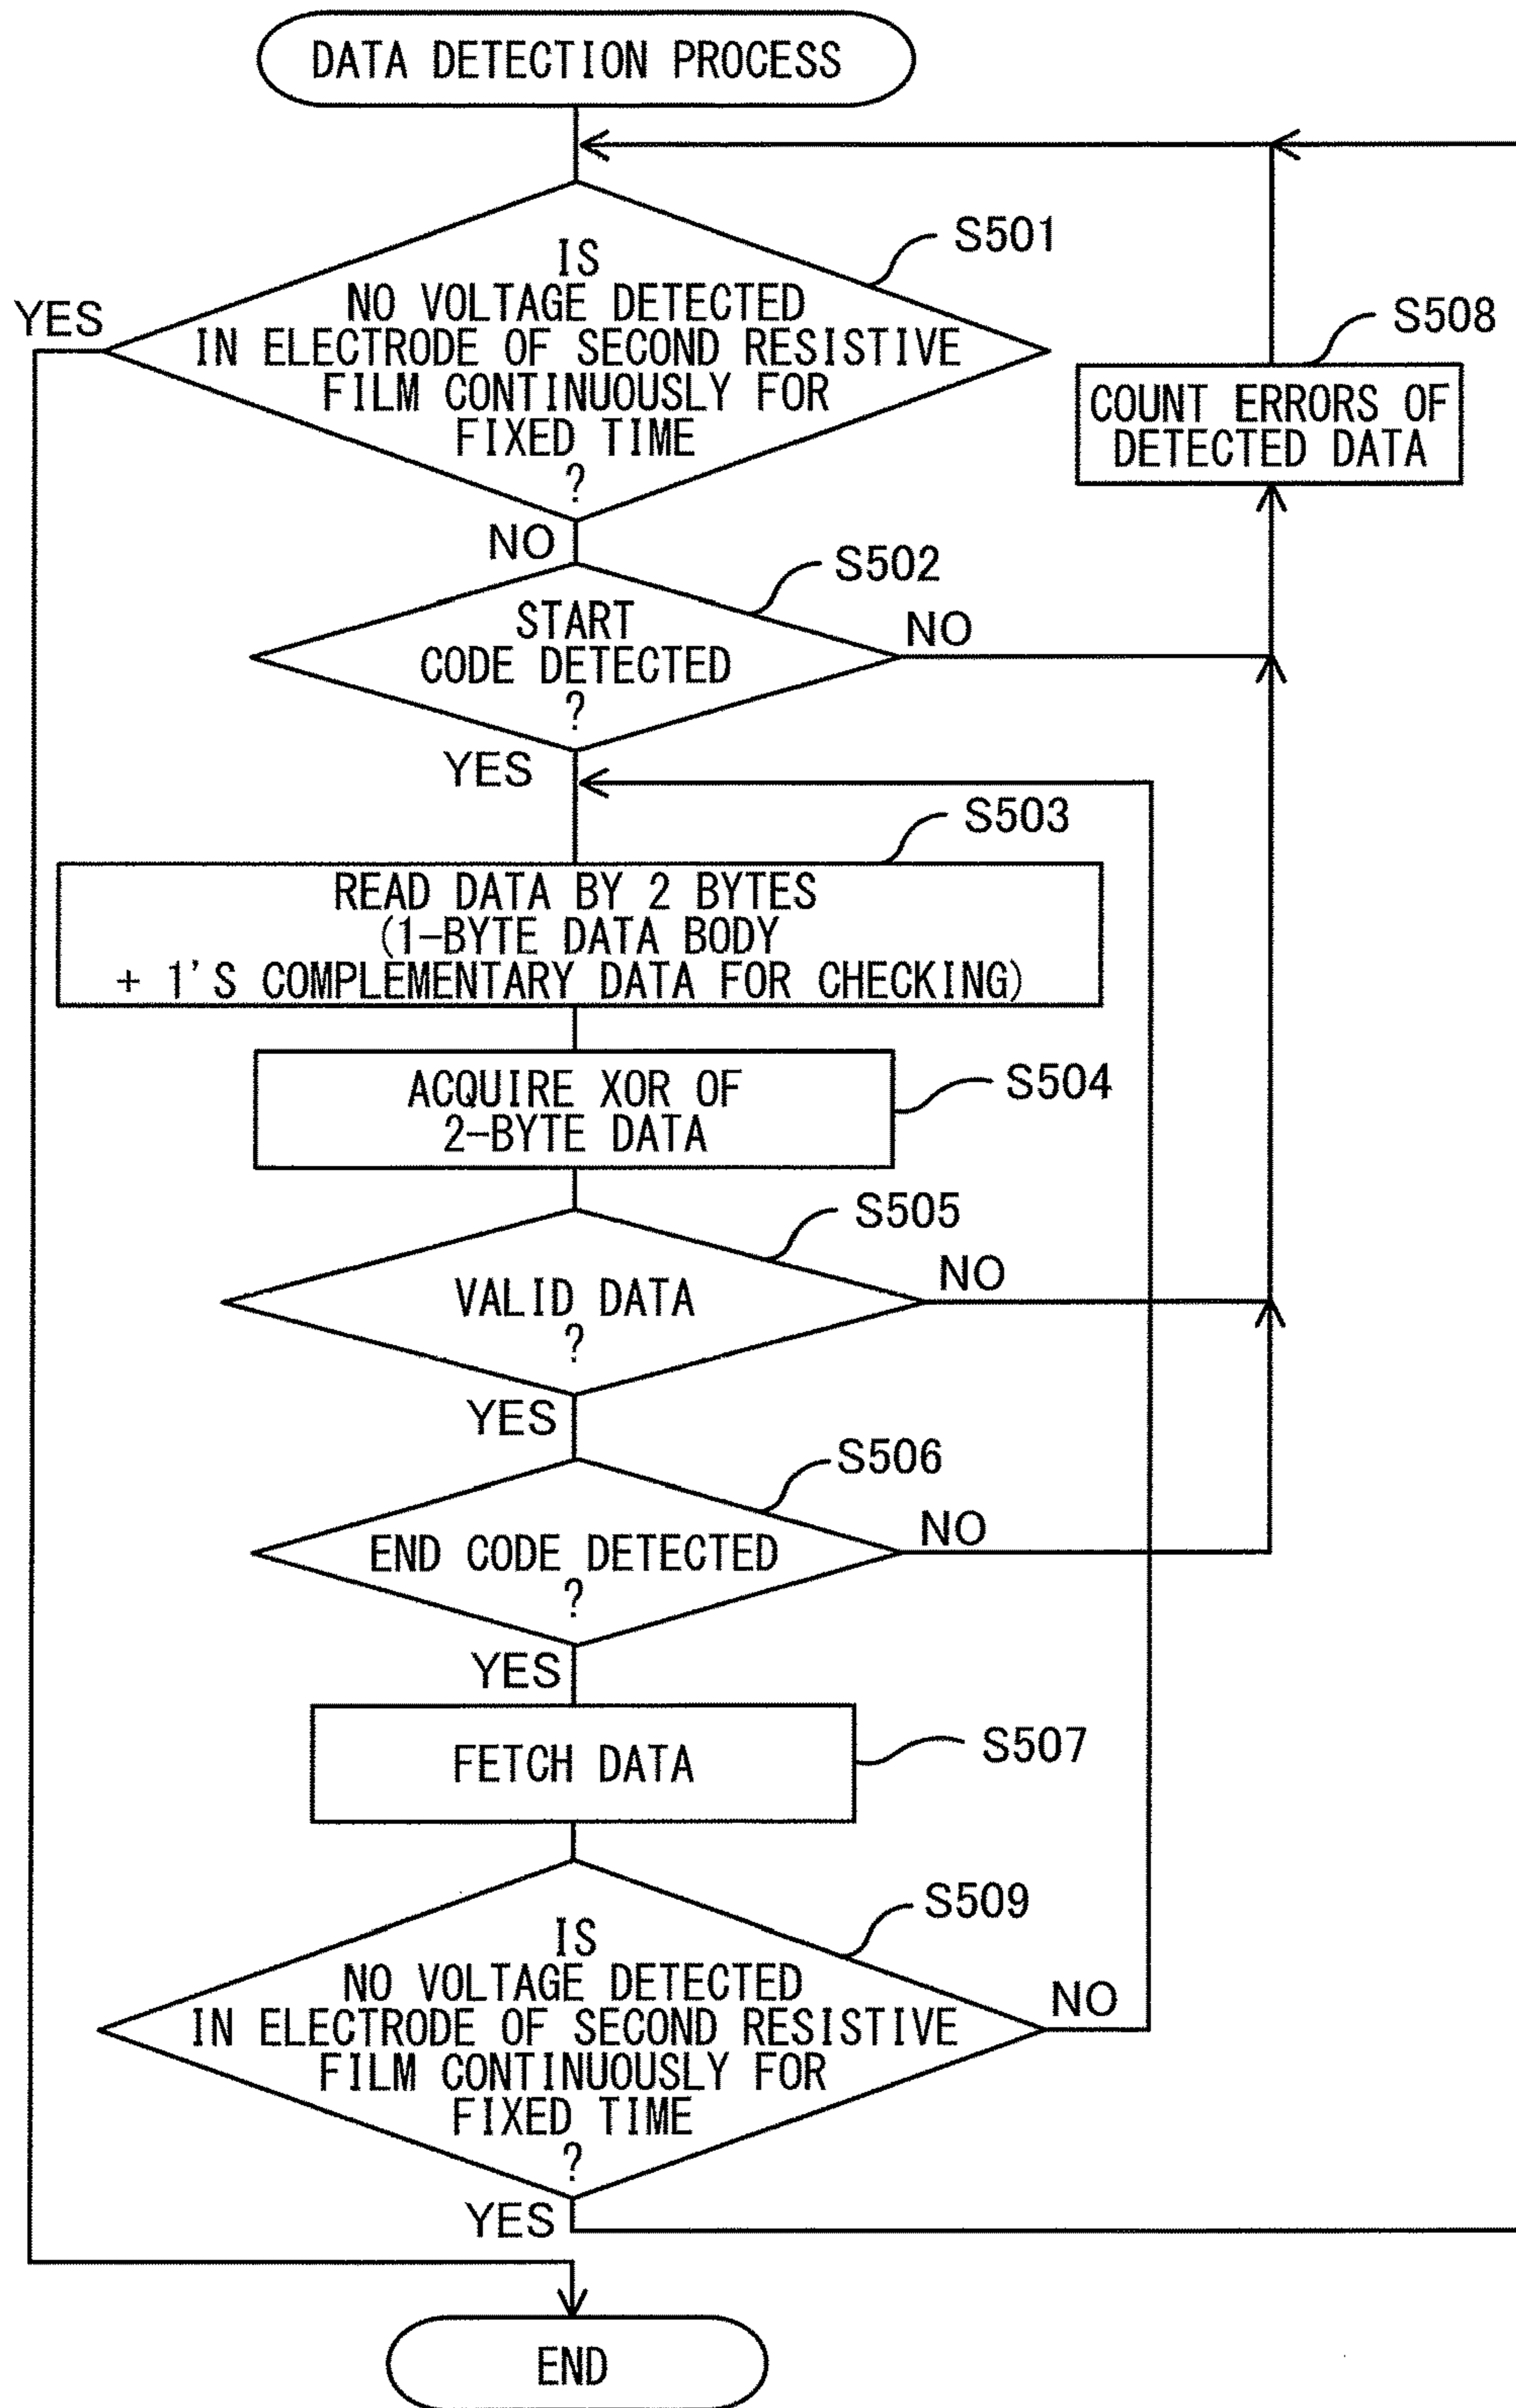 DATA DETECTION PROCESS
S501
IS
NO VOLTAGE DETECTED
IN ELECTRODE OF SECOND RESISTIVE
FILM CONTINUOUSLY FOR
FIXED TIME
?
YES
NO
S508
COUNT ERRORS OF
DETECTED DATA
S502
START
CODE DETECTED
?
NO
YES
S503
READ DATA BY 2 BYTES
(1-BYTE DATA BODY
+ 1'S COMPLEMENTARY DATA FOR CHECKING)
S504
ACQUIRE XOR OF
2-BYTE DATA
S505
VALID DATA
?
NO
YES
S506
END CODE DETECTED
?
NO
YES
S507
FETCH DATA
S509
IS
NO VOLTAGE DETECTED
IN ELECTRODE OF SECOND RESISTIVE
FILM CONTINUOUSLY FOR
FIXED TIME
?
NO
YES
END